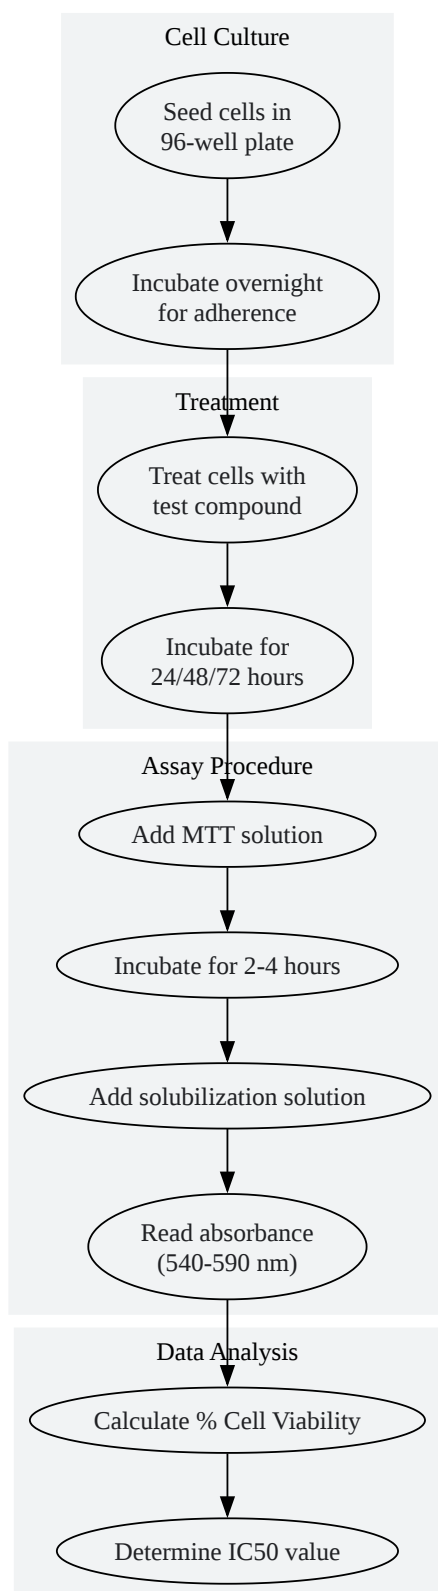 Cell Culture
Seed cells in
96-well plate
Incubate overnight
for adherence
Treatment
Treat cells with
test compound
Incubate for
24/48/72 hours
Assay Procedure
Add MTT solution
Incubate for 2-4 hours
Add solubilization solution
Read absorbance
(540-590 nm)
Data Analysis
Calculate % Cell Viability
Determine IC50 value